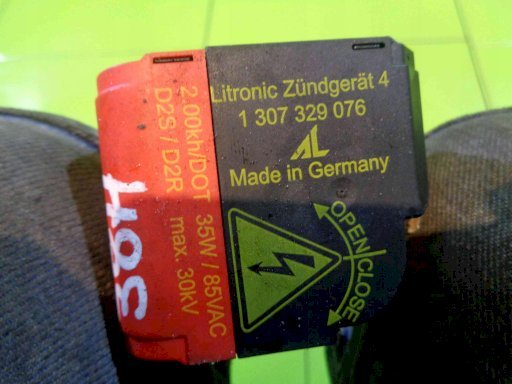 Litronic Zündgerät 4
1 307 329 076
AL
Made in Germany
OPEN CLOSE
2.00kh/DOT 35W / 85VAC
D2S / D2R max. 30kV